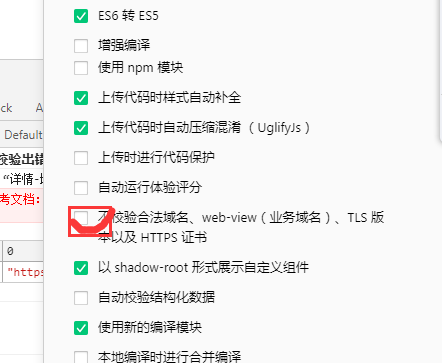 ES6 转 ES5
增强编译
使用 npm 模块
ck
A
上传代码时样式自动补全
Default
上传代码时自动压缩混淆（UglifyJs）
校验出错
上传时进行代码保护
“详情-
考文档:
自动运行体验评分
不校验合法域名、web-view（业务域名）、TLS 版
本以及 HTTPS 证书
0
"https
以 shadow-root 形式展示自定义组件
自动校验结构化数据
使用新的编译模块
本地编译时进行合并编译